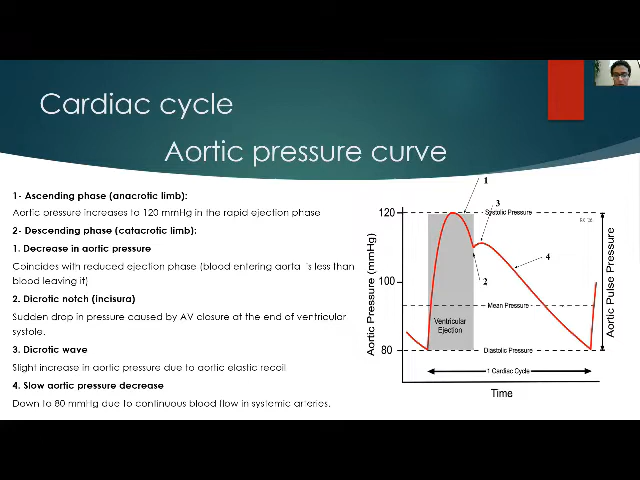 Cardiac cycle
Aortic pressure curve
1- Ascending phase (anacrotic limb):
Aortic pressure increases to 120 mmHg in the rapid ejection phase
2- Descending phase (catacrotic limb):
1. Decrease in aortic pressure
Coincides with reduced ejection phase (blood entering aorta is less than
blood leaving it)
2. Dicrotic notch (incisura)
Sudden drop in pressure caused by AV closure at the end of ventricular
systole.
3. Dicrotic wave
Slight increase in aortic pressure due to aortic elastic recoil
4. Slow aortic pressure decrease
Down to 80 mmHg due to continuous blood flow in systemic arteries.
1
3
120
Systolic Pressure
4
2
100
Mean Pressure
Ventricular
Ejection
80
Diastolic Pressure
1 Cardiac Cycle
Time
Aortic Pressure (mmHg)
Aortic Pulse Pressure